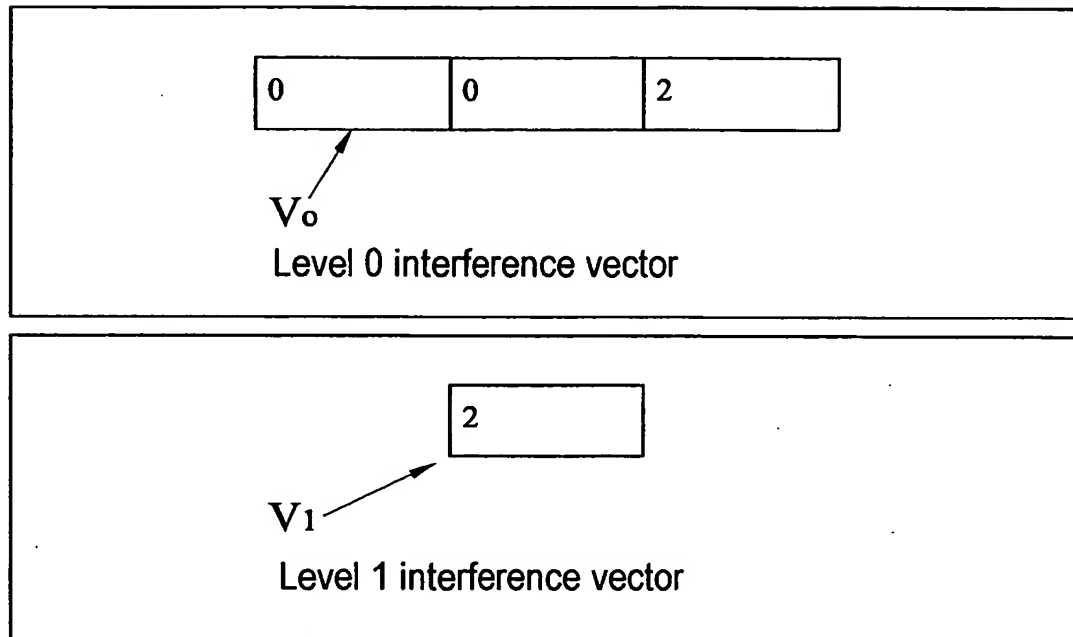 0 0 2
Vo
Level 0 interference vector
2
V1
Level 1 interference vector